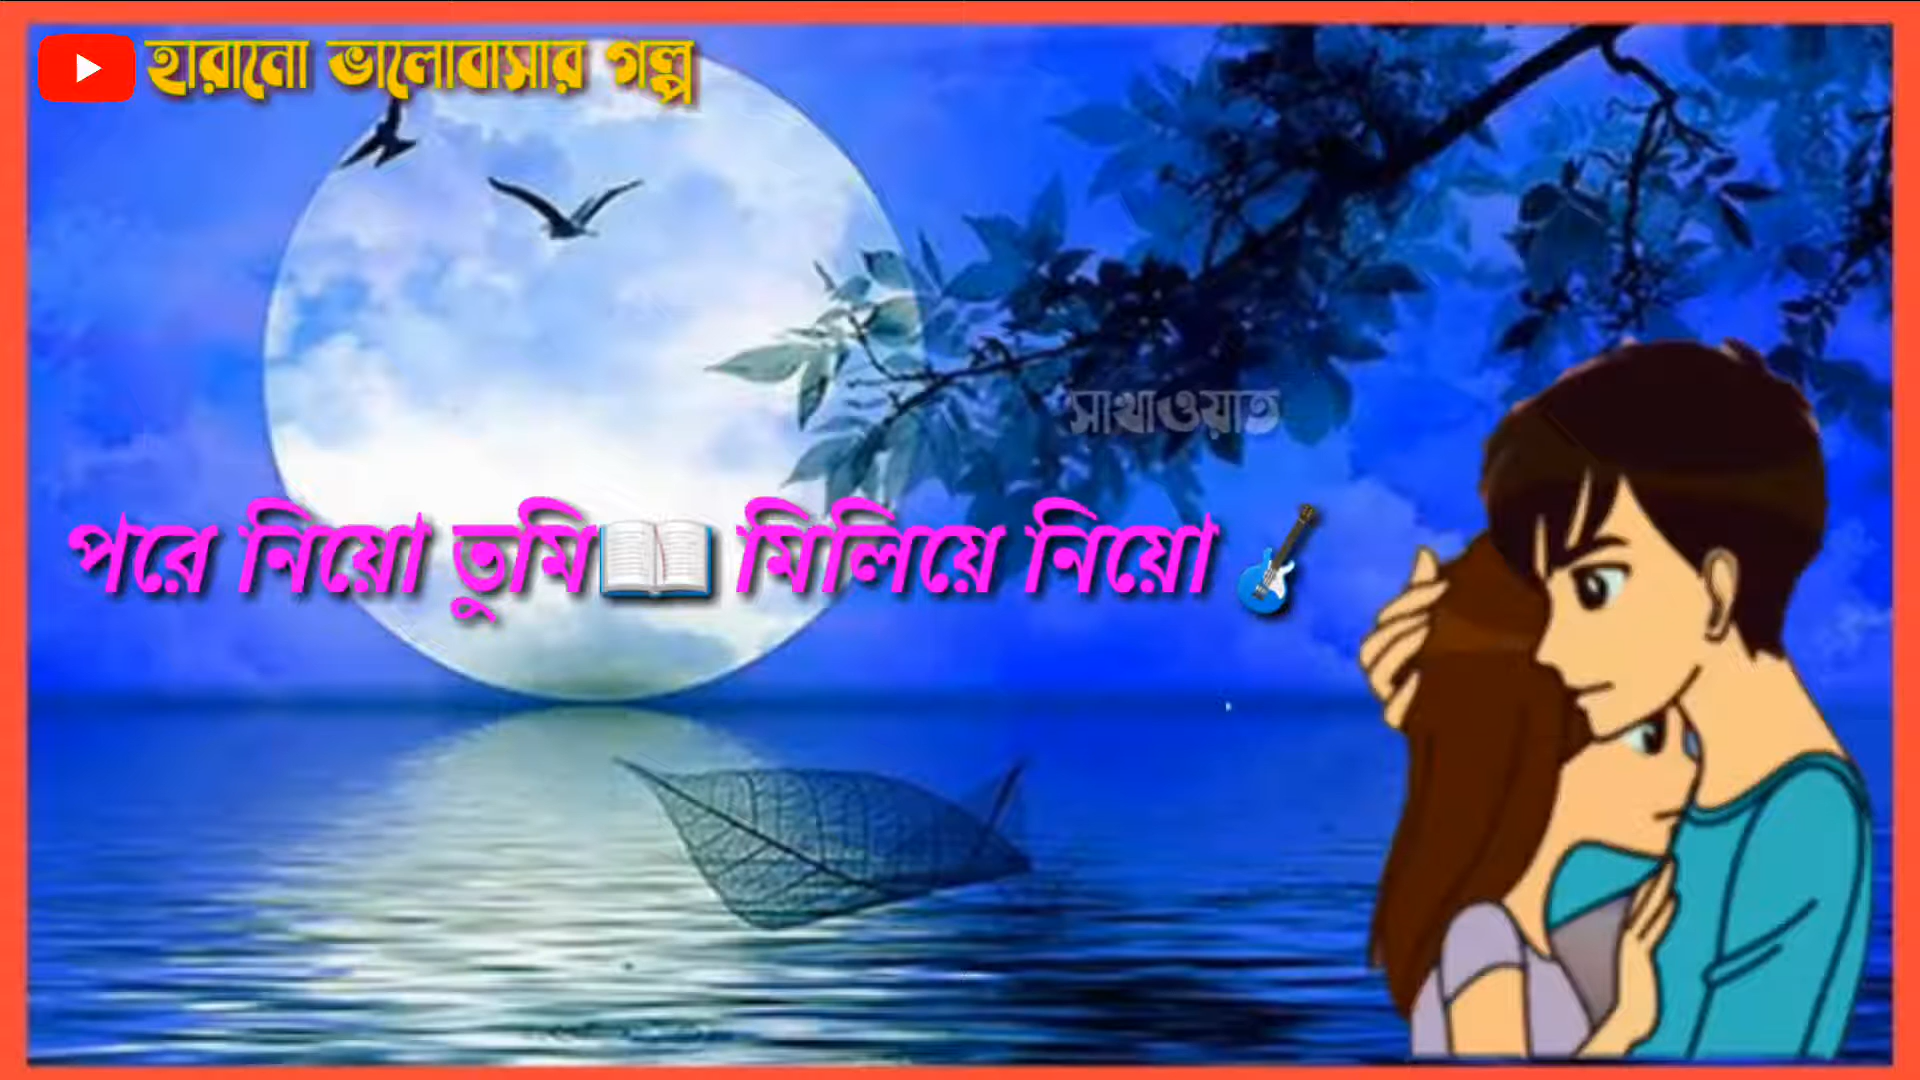 হারানো ভালোবাসার গল্প
সাখাওয়াত
পরে নিয়ো তুমি📖 মিলিয়ে নিয়ো 🎸